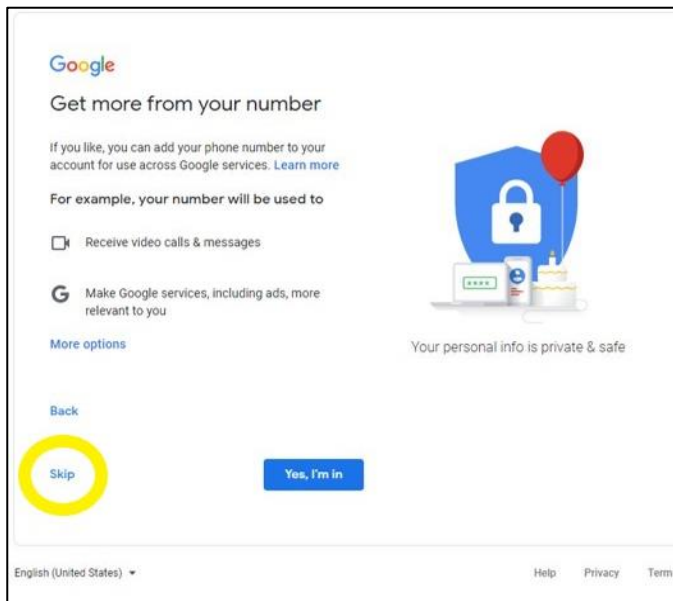 Google
Get more from your number
If you like, you can add your phone number to your
account for use across Google services. Learn more
For example, your number will be used to
Receive video calls & messages
G Make Google services, including ads, more
relevant to you
More options
Your personal info is private & safe
Back
Skip
Yes, I'm in
English (United States)
Help
Privacy
Term